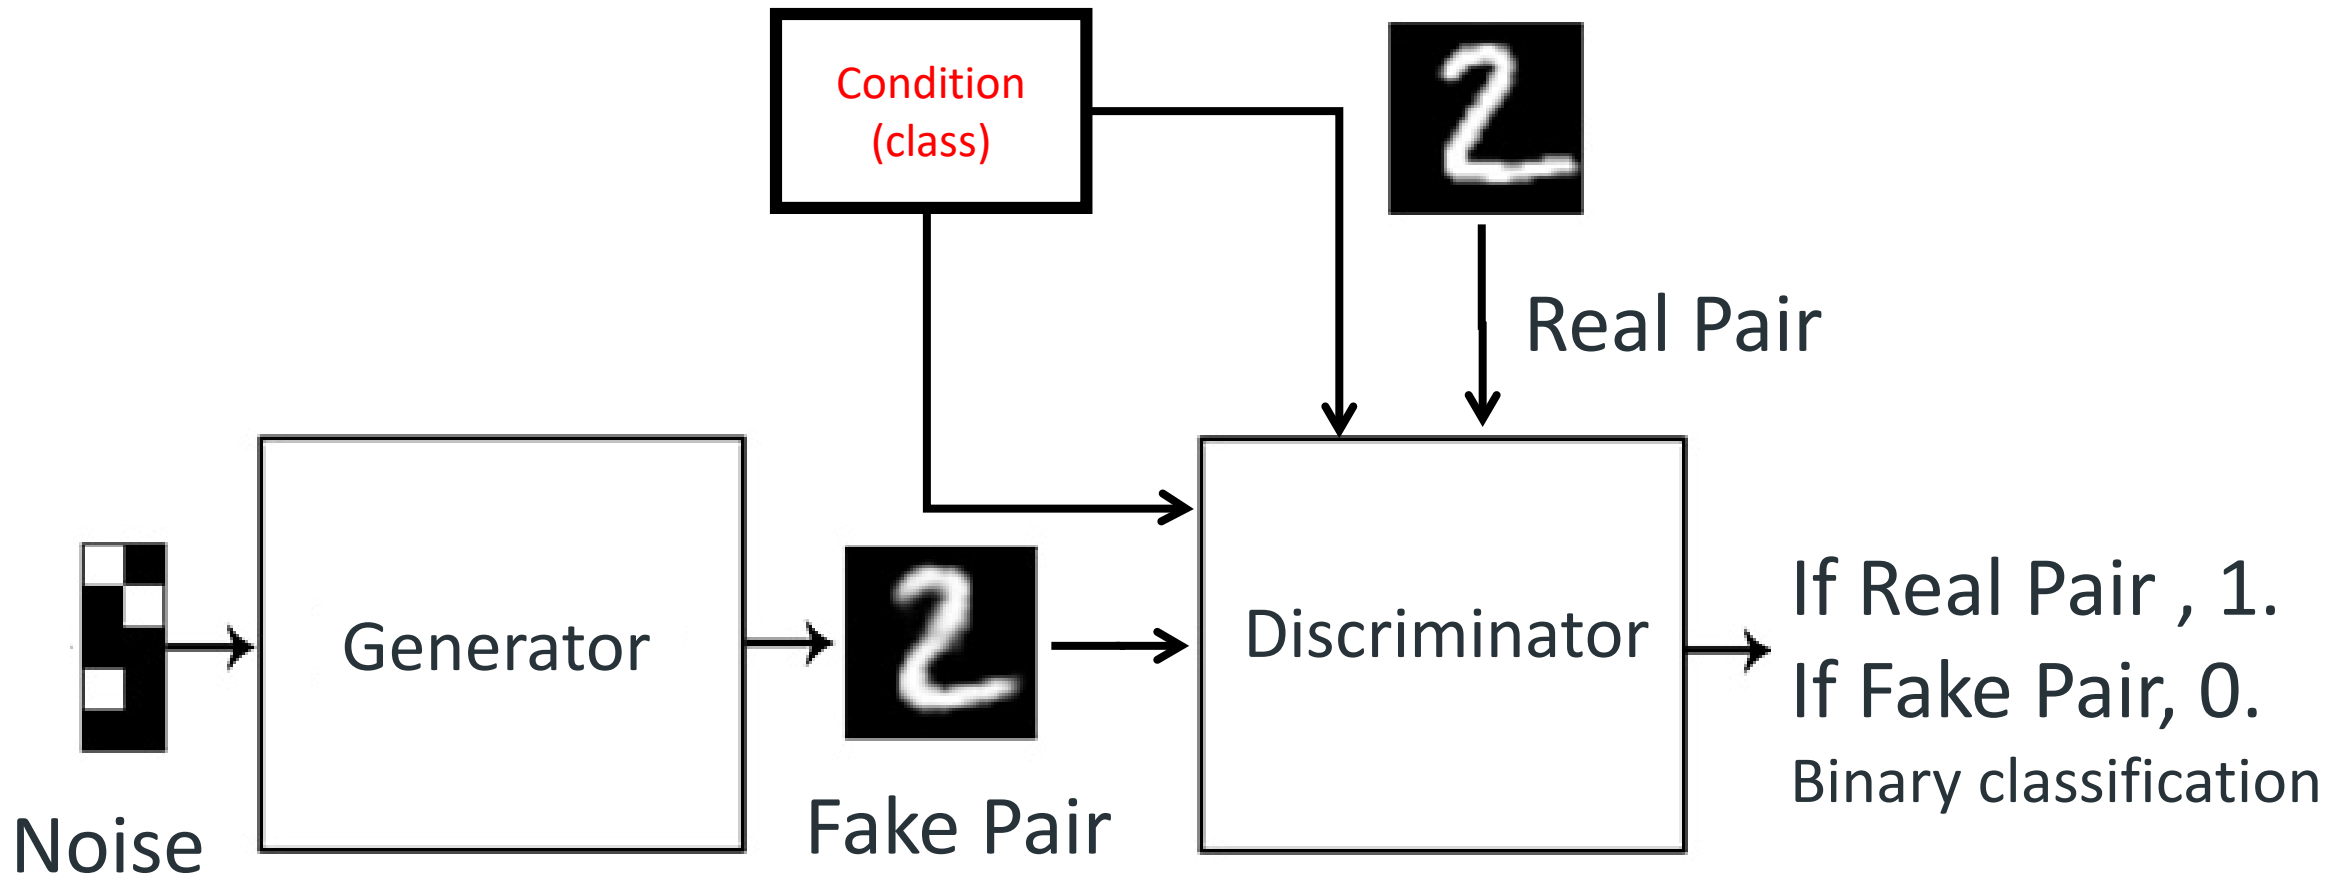 Condition
(class)
Real Pair
Generator
Discriminator
If Real Pair , 1.
If Fake Pair, 0.
Binary classification
Noise
Fake Pair